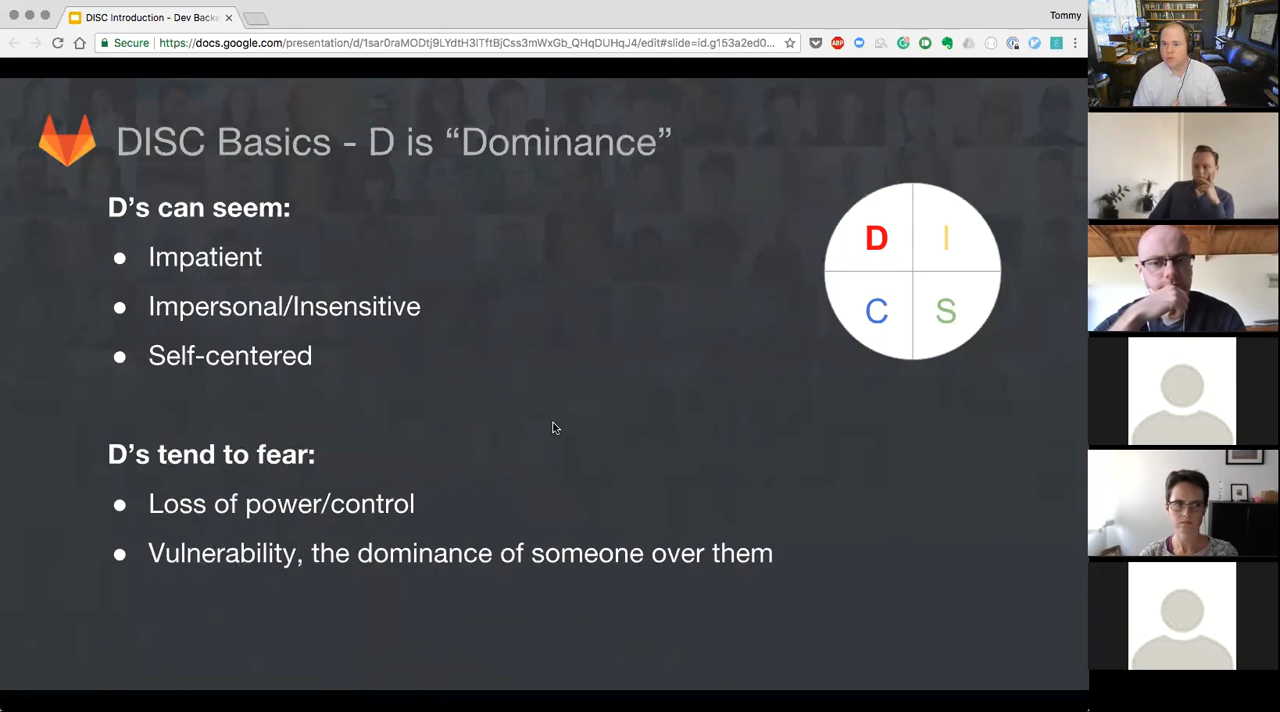 DISC Introduction - Dev Backe
Tommy
Secure
https://docs.google.com/presentation/d/1sar0raMzDtj9LYdtH3iTftBjCss3mWxGb_QHqDUHqJ4/edit#slide=id.g153a2ed0...
ABP
DISC Basics - D is “Dominance”
D’s can seem:
● Impatient
● Impersonal/Insensitive
● Self-centered
D I
C S
D’s tend to fear:
● Loss of power/control
● Vulnerability, the dominance of someone over them